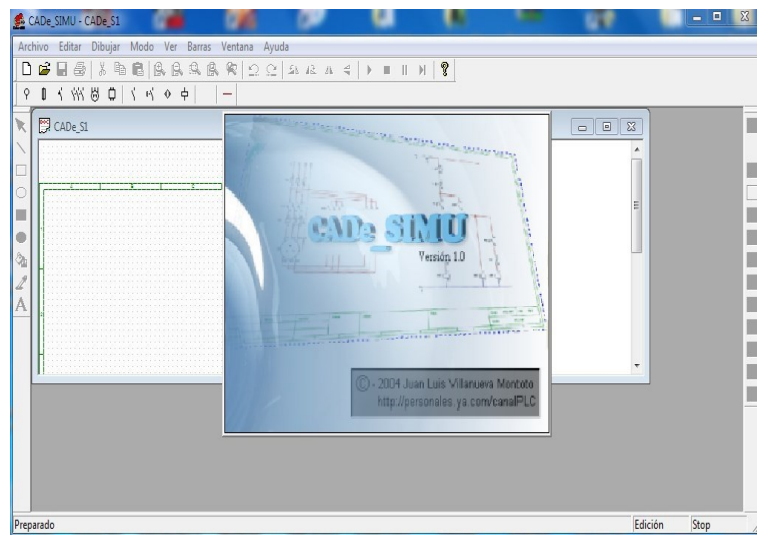 CADe_SIMU - CADe_S1
Archivo Editar Dibujar Modo Ver Barras Ventana Ayuda
CADe_S1
CADe_SIMU
Versión 1.0
© - 2004 Juan Luis Villanueva Montoto
http://personales.ya.com/canalPLC
A
Preparado
Edición
Stop